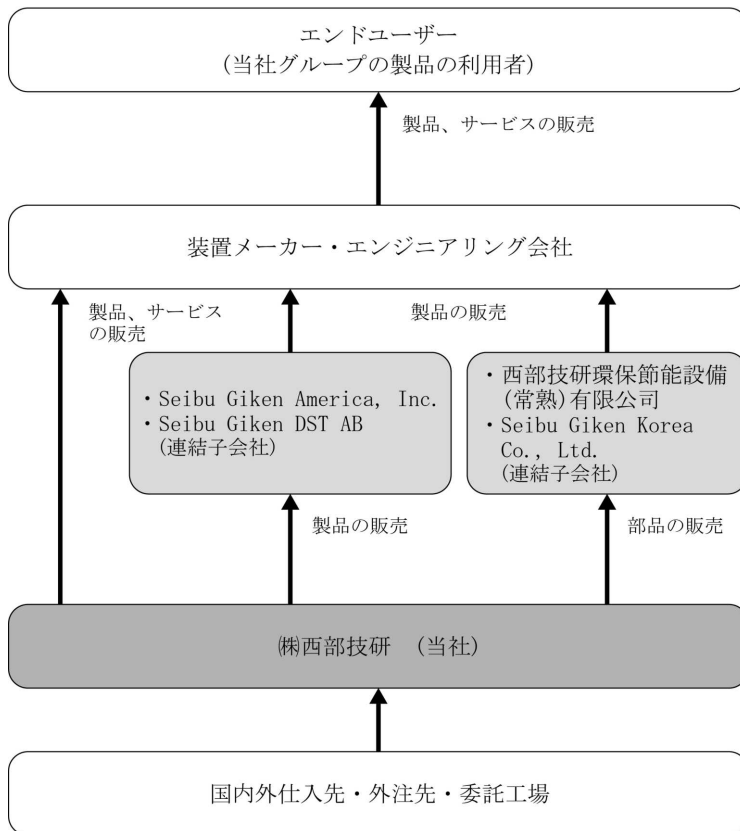 エンドユーザー
(当社グループの製品の利用者)
製品、サービスの販売
装置メーカー・エンジニアリング会社
製品、サービス
の販売
製品の販売
・Seibu Giken America, Inc.
・Seibu Giken DST AB
(連結子会社)
・西部技研環保節能設備
(常熟)有限公司
・Seibu Giken Korea
Co., Ltd.
(連結子会社)
製品の販売
部品の販売
㈱西部技研 (当社)
国内外仕入先・外注先・委託工場